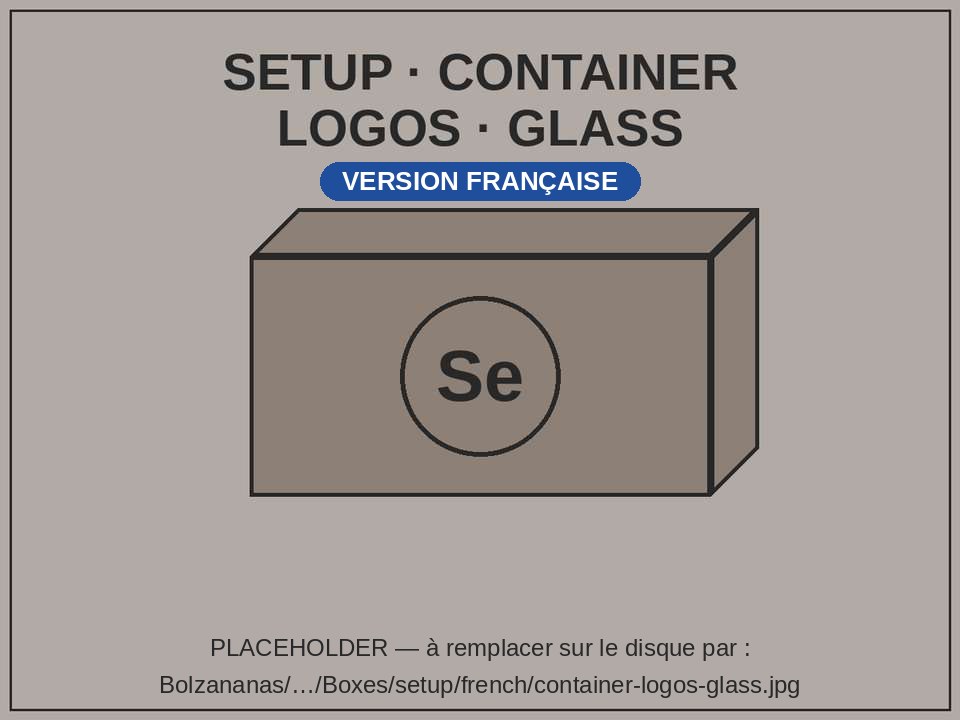 SETUP · CONTAINER
LOGOS · GLASS
VERSION FRANÇAISE
Se
PLACEHOLDER — à remplacer sur le disque par :
Bolzananas/…/Boxes/setup/french/container-logos-glass.jpg